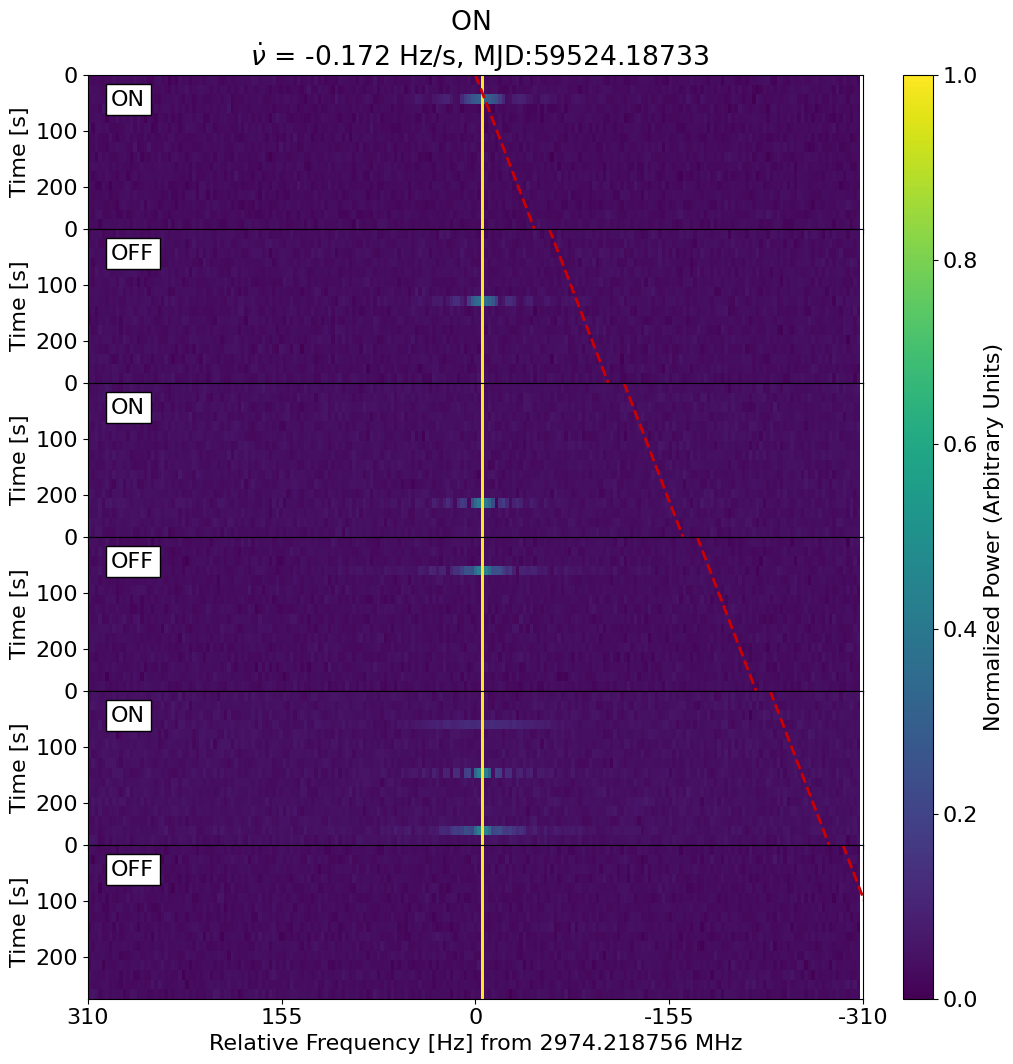 ON
ν̇ = -0.172 Hz/s, MJD:59524.18733
0
ON
100
200
Time [s]
0
OFF
100
200
Time [s]
0
ON
100
200
Time [s]
0
OFF
100
200
Time [s]
0
ON
100
200
Time [s]
0
OFF
100
200
Time [s]
310 155 0 -155 -310
Relative Frequency [Hz] from 2974.218756 MHz
1.0
0.8
0.6
0.4
0.2
0.0
Normalized Power (Arbitrary Units)